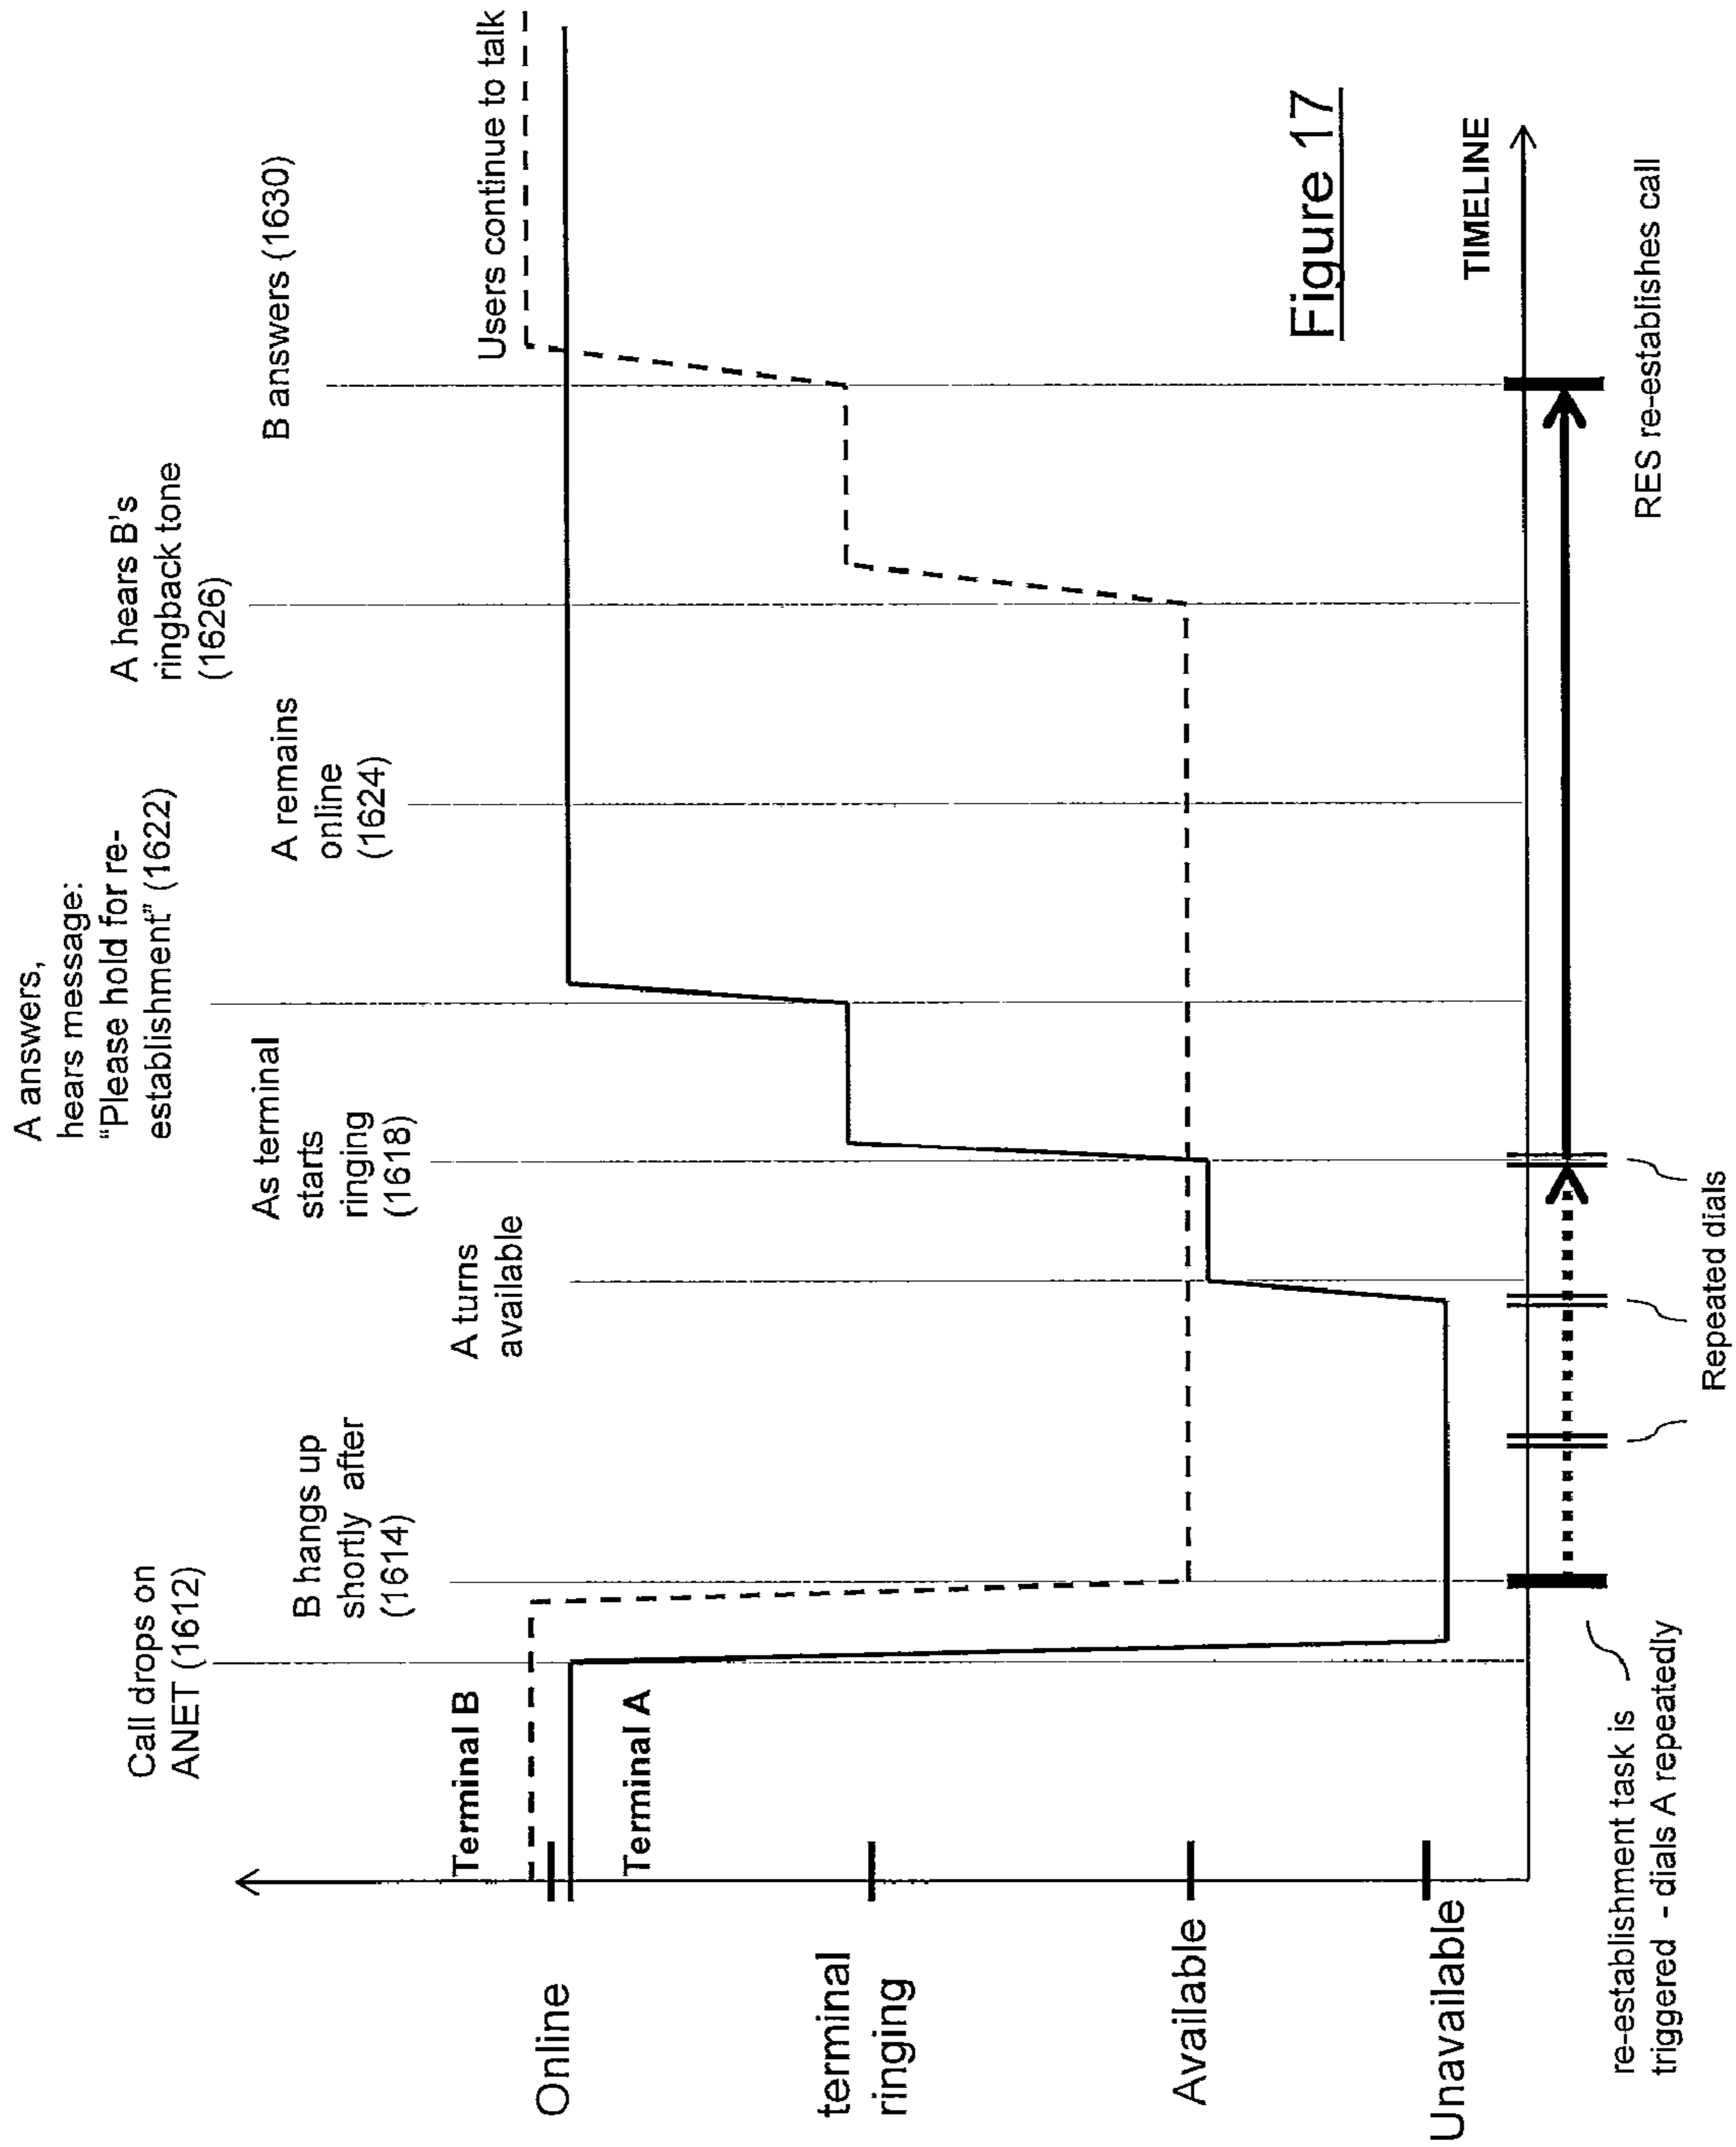 Call drops on
ANET (1612)
B hangs up
shortly after
(1614)
A turns
available
As terminal
starts
ringing
(1618)
A answers,
hears message:
"Please hold for re-
establishment" (1622)
A remains
online
(1624)
A hears B's
ringback tone
(1626)
B answers (1630)
Users continue to talk
Terminal B
Terminal A
Online
terminal
ringing
Available
Unavailable
Figure 17
TIMELINE
re-establishment task is
triggered - dials A repeatedly
Repeated dials
RES re-establishes call